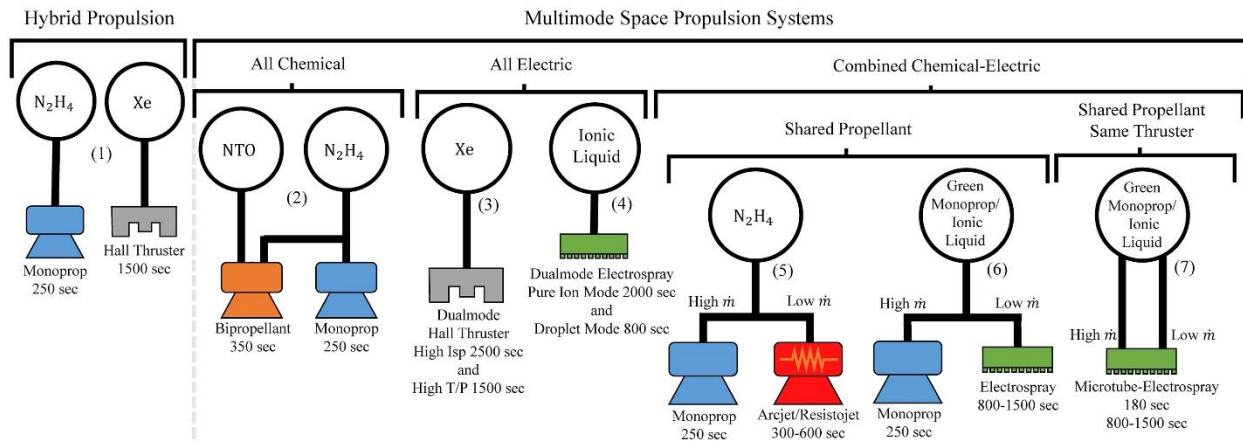 Hybrid Propulsion
Multimode Space Propulsion Systems
All Chemical
All Electric
Combined Chemical-Electric
Shared Propellant
Shared Propellant
Same Thruster
N₂H₄
Xe
(1)
Monoprop
250 sec
Hall Thruster
1500 sec
NTO
N₂H₄
(2)
Bipropellant
350 sec
Monoprop
250 sec
Xe
(3)
Dualmode
Hall Thruster
High Isp 2500 sec
and
High T/P 1500 sec
Ionic
Liquid
(4)
Dualmode Electrospray
Pure Ion Mode 2000 sec
and
Droplet Mode 800 sec
N₂H₄
(5)
High ṁ
Low ṁ
Monoprop
250 sec
Arcjet/Resistojet
300-600 sec
Green
Monoprop/
Ionic
Liquid
(6)
High ṁ
Low ṁ
Monoprop
250 sec
Electrospray
800-1500 sec
Green
Monoprop/
Ionic
Liquid
(7)
High ṁ
Low ṁ
Microtube-Electrospray
180 sec
800-1500 sec